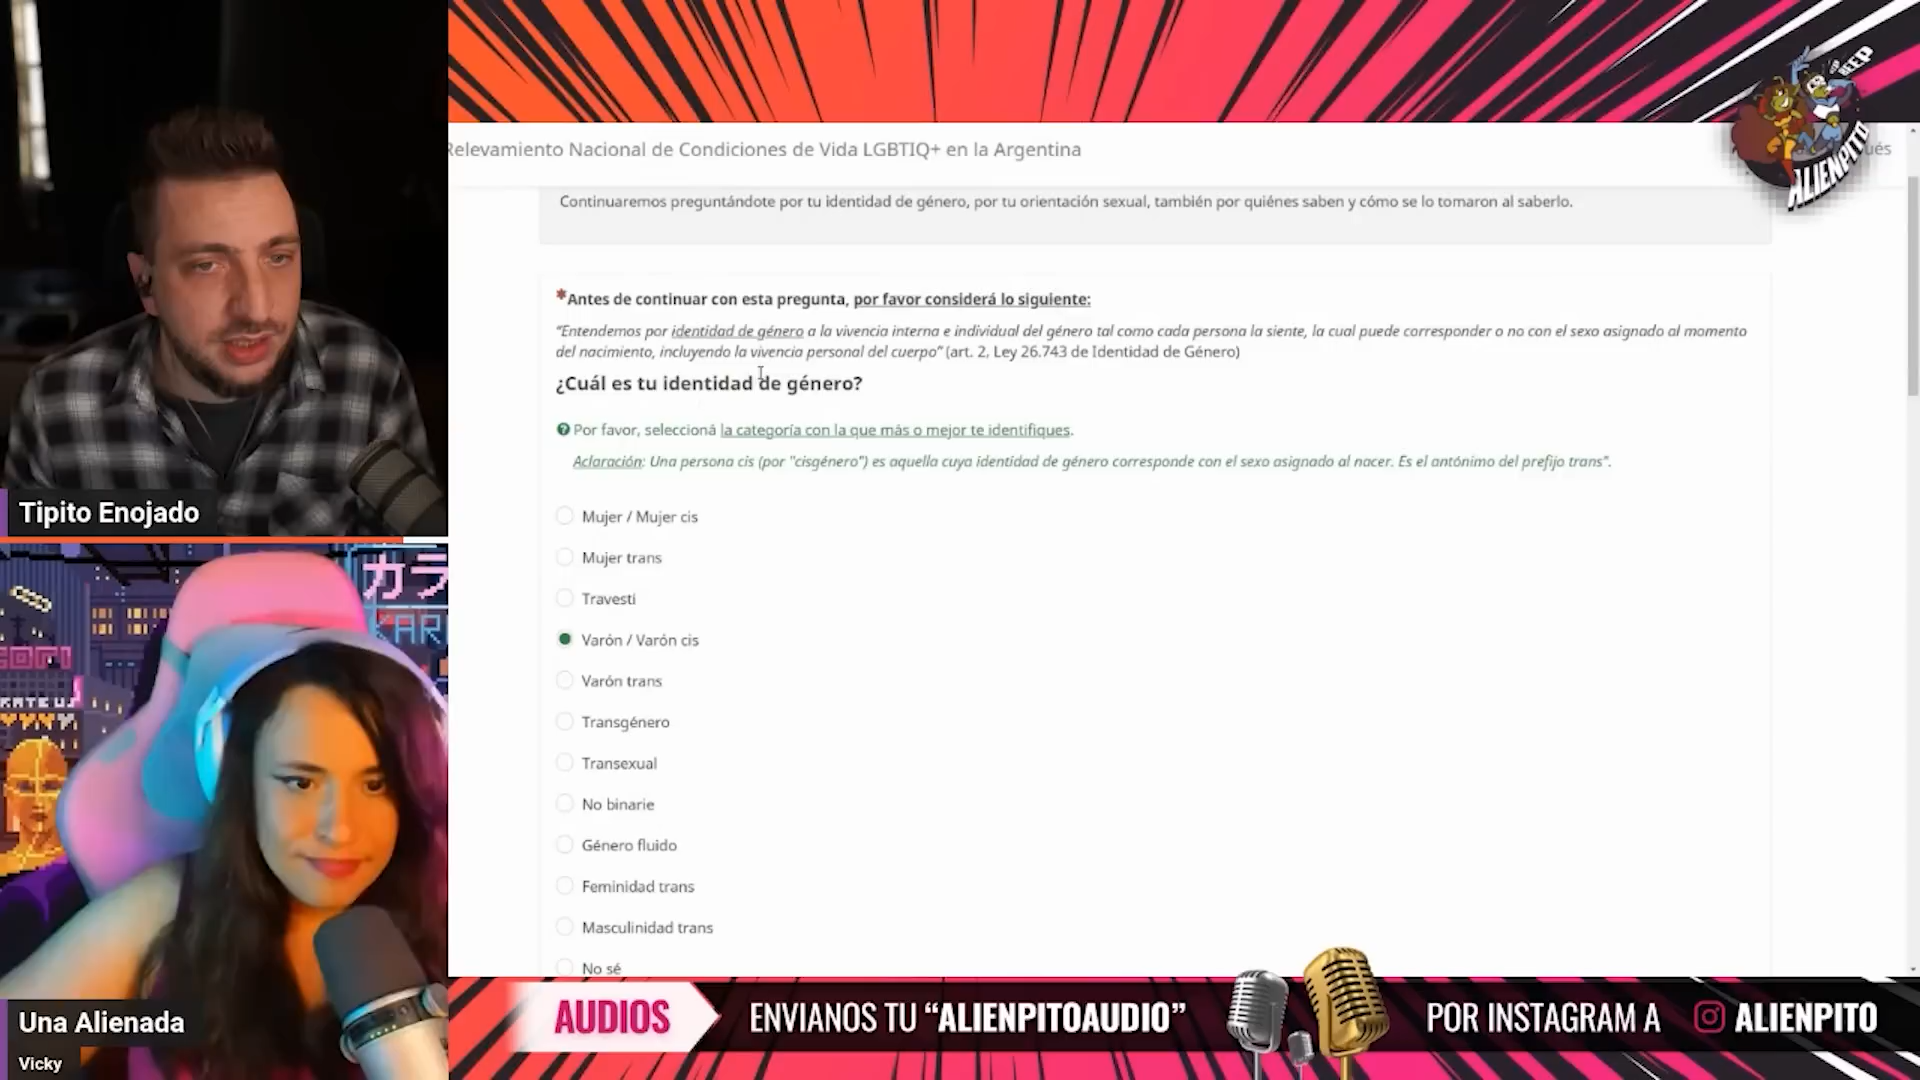 BEEP
ALIENPITO
Relevamiento Nacional de Condiciones de Vida LGBTIQ+ en la Argentina
Continuaremos preguntándote por tu identidad de género, por tu orientación sexual, también por quiénes saben y cómo se lo tomaron al saberlo.
*Antes de continuar con esta pregunta, por favor considerá lo siguiente:
“Entendemos por identidad de género a la vivencia interna e individual del género tal como cada persona la siente, la cual puede corresponder o no con el sexo asignado al momento
del nacimiento, incluyendo la vivencia personal del cuerpo” (art. 2, Ley 26.743 de Identidad de Género)
¿Cuál es tu identidad de género?
Por favor, seleccioná la categoría con la que más o mejor te identifiques.
Aclaración: Una persona cis (por "cisgénero") es aquella cuya identidad de género corresponde con el sexo asignado al nacer. Es el antónimo del prefijo trans".
Mujer / Mujer cis
Mujer trans
Travesti
Varón / Varón cis
Varón trans
Transgénero
Transexual
No binarie
Género fluido
Feminidad trans
Masculinidad trans
No sé
Tipito Enojado
カラ
KAR
Una Alienada
Vicky
AUDIOS
ENVIANOS TU “ALIENPITOAUDIO”
POR INSTAGRAM A
ALIENPITO